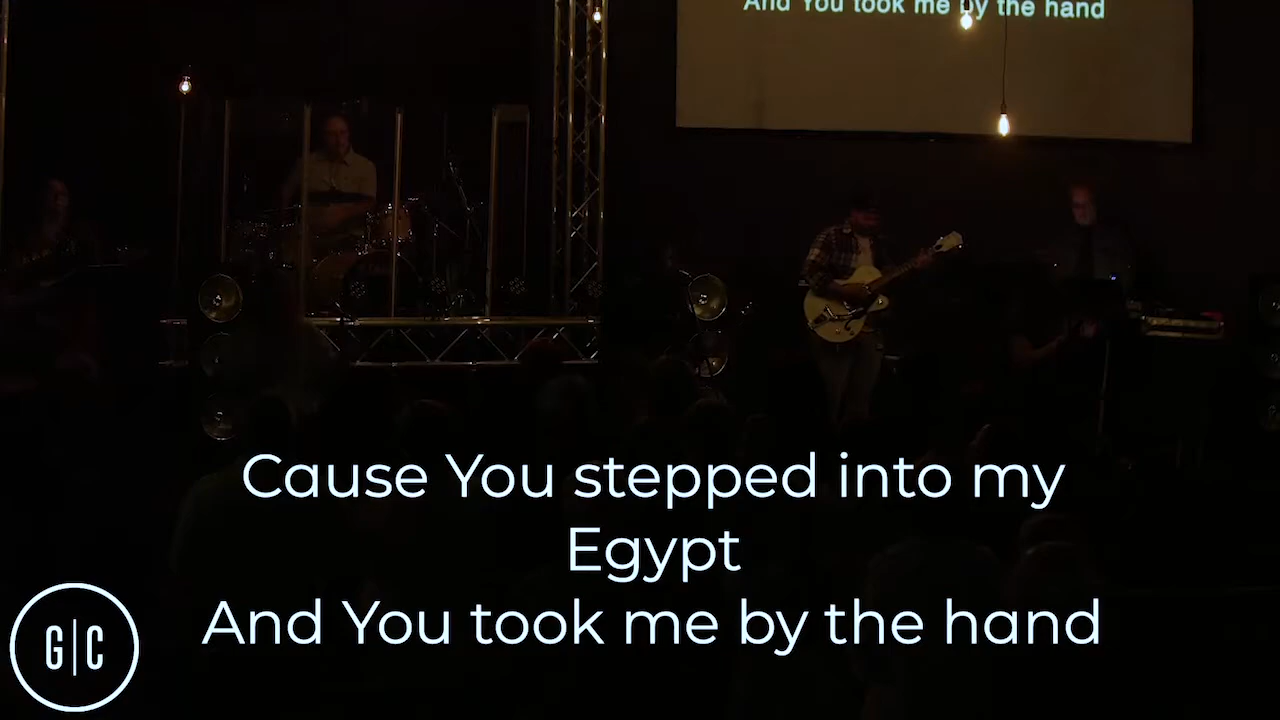 And You took me by the hand
Cause You stepped into my
Egypt
And You took me by the hand
G|C